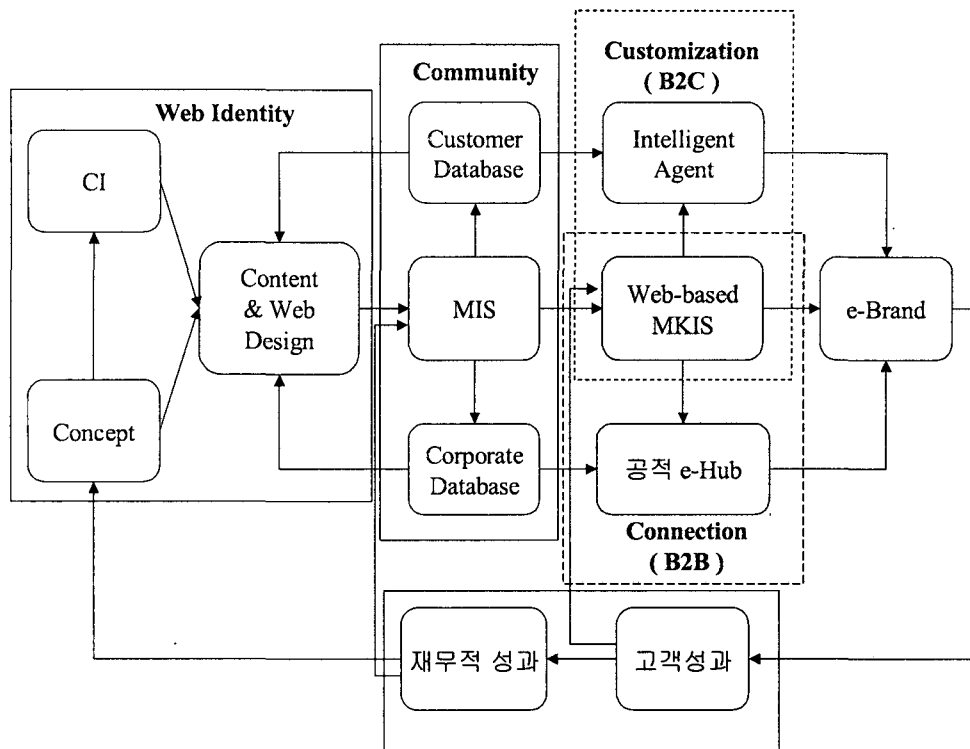 Customization
( B2C )
Community
Web Identity
CI
Customer
Database
Intelligent
Agent
Content
& Web
Design
MIS
Web-based
MKIS
e-Brand
Concept
Corporate
Database
공적 e-Hub
Connection
( B2B )
재무적 성과
고객성과